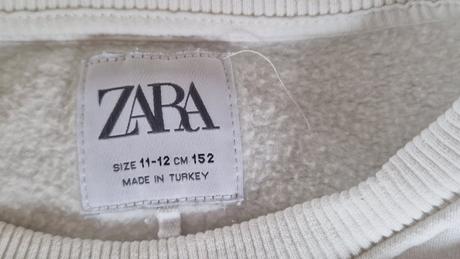 ZARA
SIZE 11-12 CM 152
MADE IN TURKEY